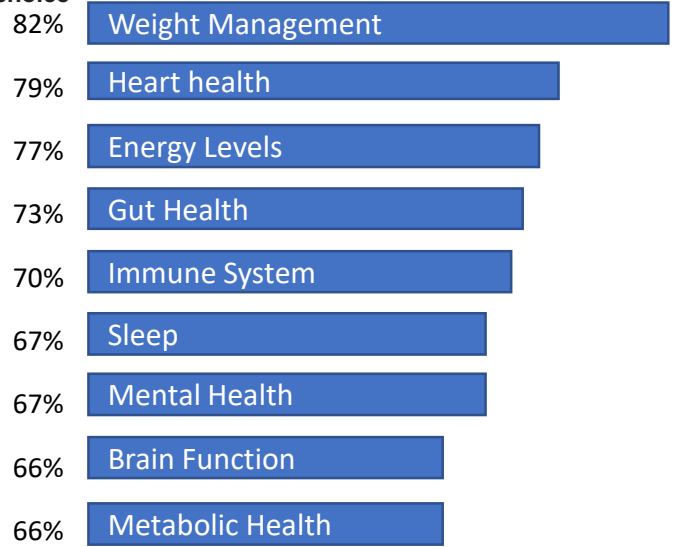 82% Weight Management
79% Heart health
77% Energy Levels
73% Gut Health
70% Immune System
67% Sleep
67% Mental Health
66% Brain Function
66% Metabolic Health